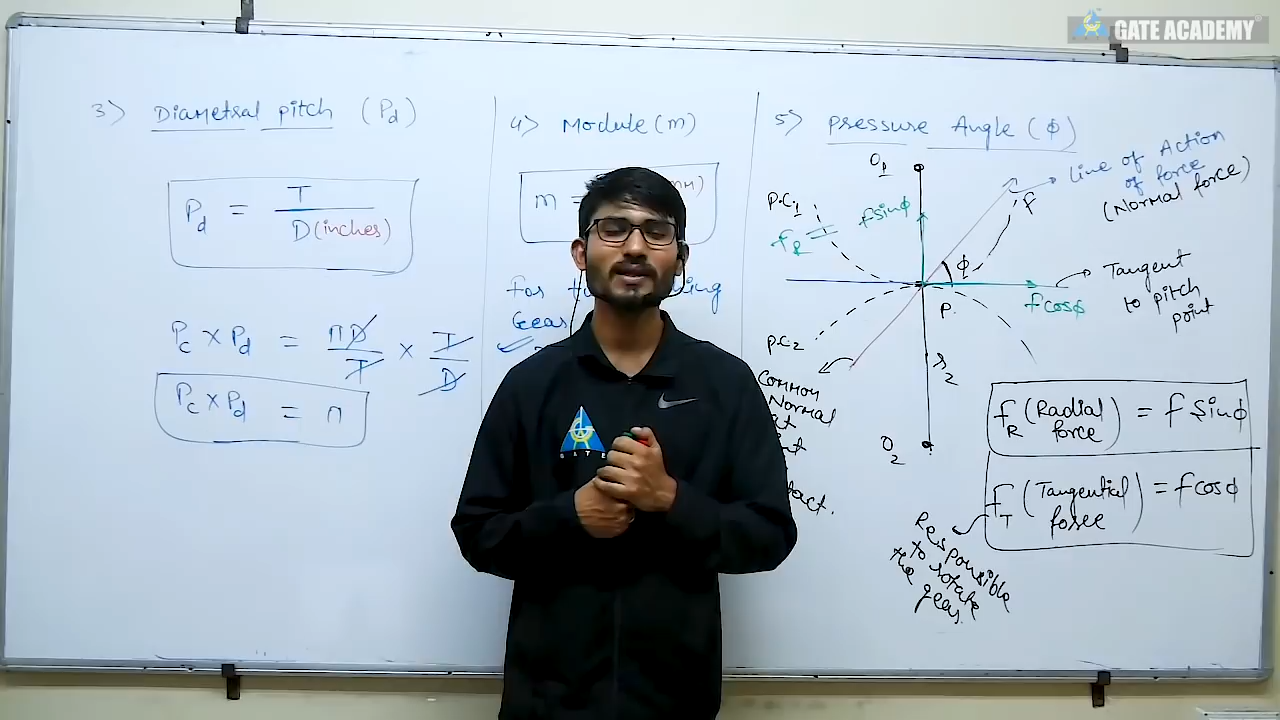 GATE ACADEMY
3) Diametral pitch (Pd)
Pd = T / D (inches)
Pc × Pd = πD / T × T / D
Pc × Pd = π
4) Module (m)
m =
mm)
for
Gear
5) Pressure Angle (ϕ)
O1
P.C1
fR
f sinϕ
f
Line of Action
of force
(Normal force)
ϕ
Tangent
to pitch
point
f cosϕ
P.
P.C2
r2
O2
Common
Normal
fR (Radial force) = f sinϕ
fT (Tangential force) = f cosϕ
Responsible
to rotate
the gear.
GATE